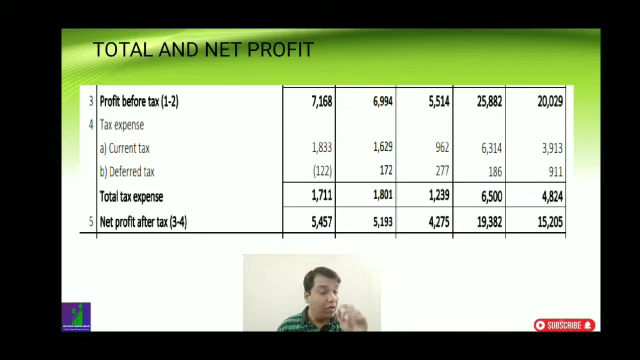 TOTAL AND NET PROFIT
3 Profit before tax (1-2) 7,168 6,994 5,514 25,882 20,029
4 Tax expense
a) Current tax 1,833 1,629 962 6,314 3,913
b) Deferred tax (122) 172 277 186 911
Total tax expense 1,711 1,801 1,239 6,500 4,824
5 Net profit after tax (3-4) 5,457 5,193 4,275 19,382 15,205
SUBSCRIBE